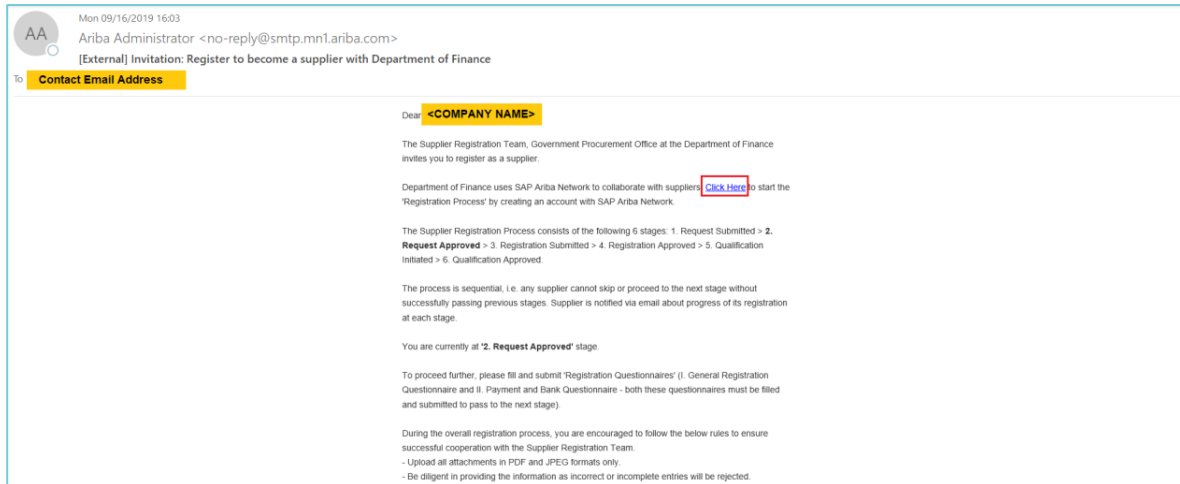 AA
Mon 09/16/2019 16:03
Ariba Administrator <no-reply@smtp.mn1.ariba.com>
[External] Invitation: Register to become a supplier with Department of Finance
To Contact Email Address
Dear <COMPANY NAME>
The Supplier Registration Team, Government Procurement Office at the Department of Finance
invites you to register as a supplier.
Department of Finance uses SAP Ariba Network to collaborate with suppliers. Click Here to start the
'Registration Process' by creating an account with SAP Ariba Network.
The Supplier Registration Process consists of the following 6 stages: 1. Request Submitted > 2.
Request Approved > 3. Registration Submitted > 4. Registration Approved > 5. Qualification
Initiated > 6. Qualification Approved.
The process is sequential, i.e. any supplier cannot skip or proceed to the next stage without
successfully passing previous stages. Supplier is notified via email about progress of its registration
at each stage.
You are currently at '2. Request Approved' stage.
To proceed further, please fill and submit 'Registration Questionnaires' (I. General Registration
Questionnaire and II. Payment and Bank Questionnaire - both these questionnaires must be filled
and submitted to pass to the next stage).
During the overall registration process, you are encouraged to follow the below rules to ensure
successful cooperation with the Supplier Registration Team.
- Upload all attachments in PDF and JPEG formats only.
- Be diligent in providing the information as incorrect or incomplete entries will be rejected.